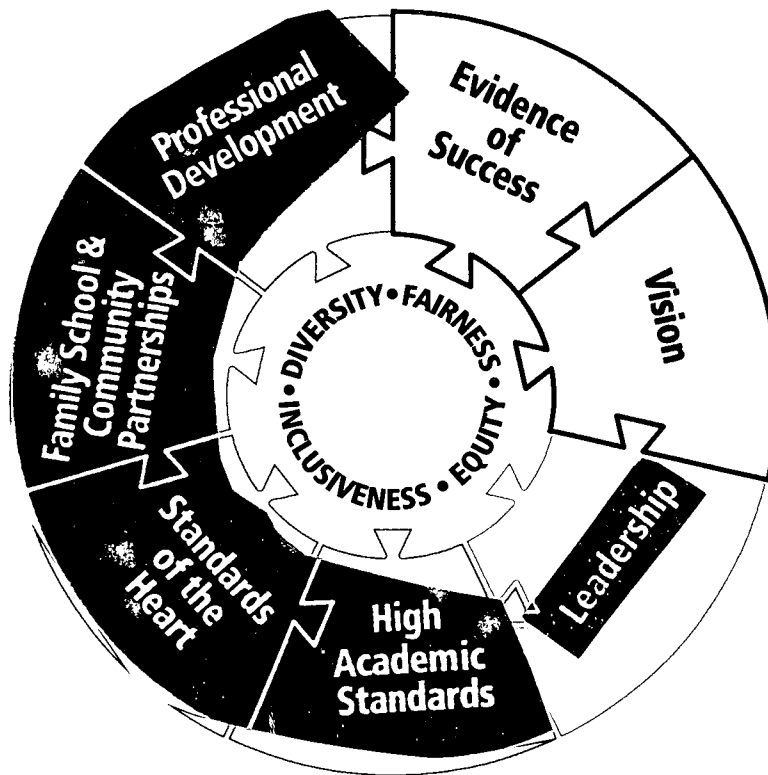 Professional
Development
Evidence
of
Success
Vision
Leadership
High
Academic
Standards
Standards
of the
Heart
Family School &
Community
Partnerships
• DIVERSITY • FAIRNESS • EQUITY • INCLUSIVENESS